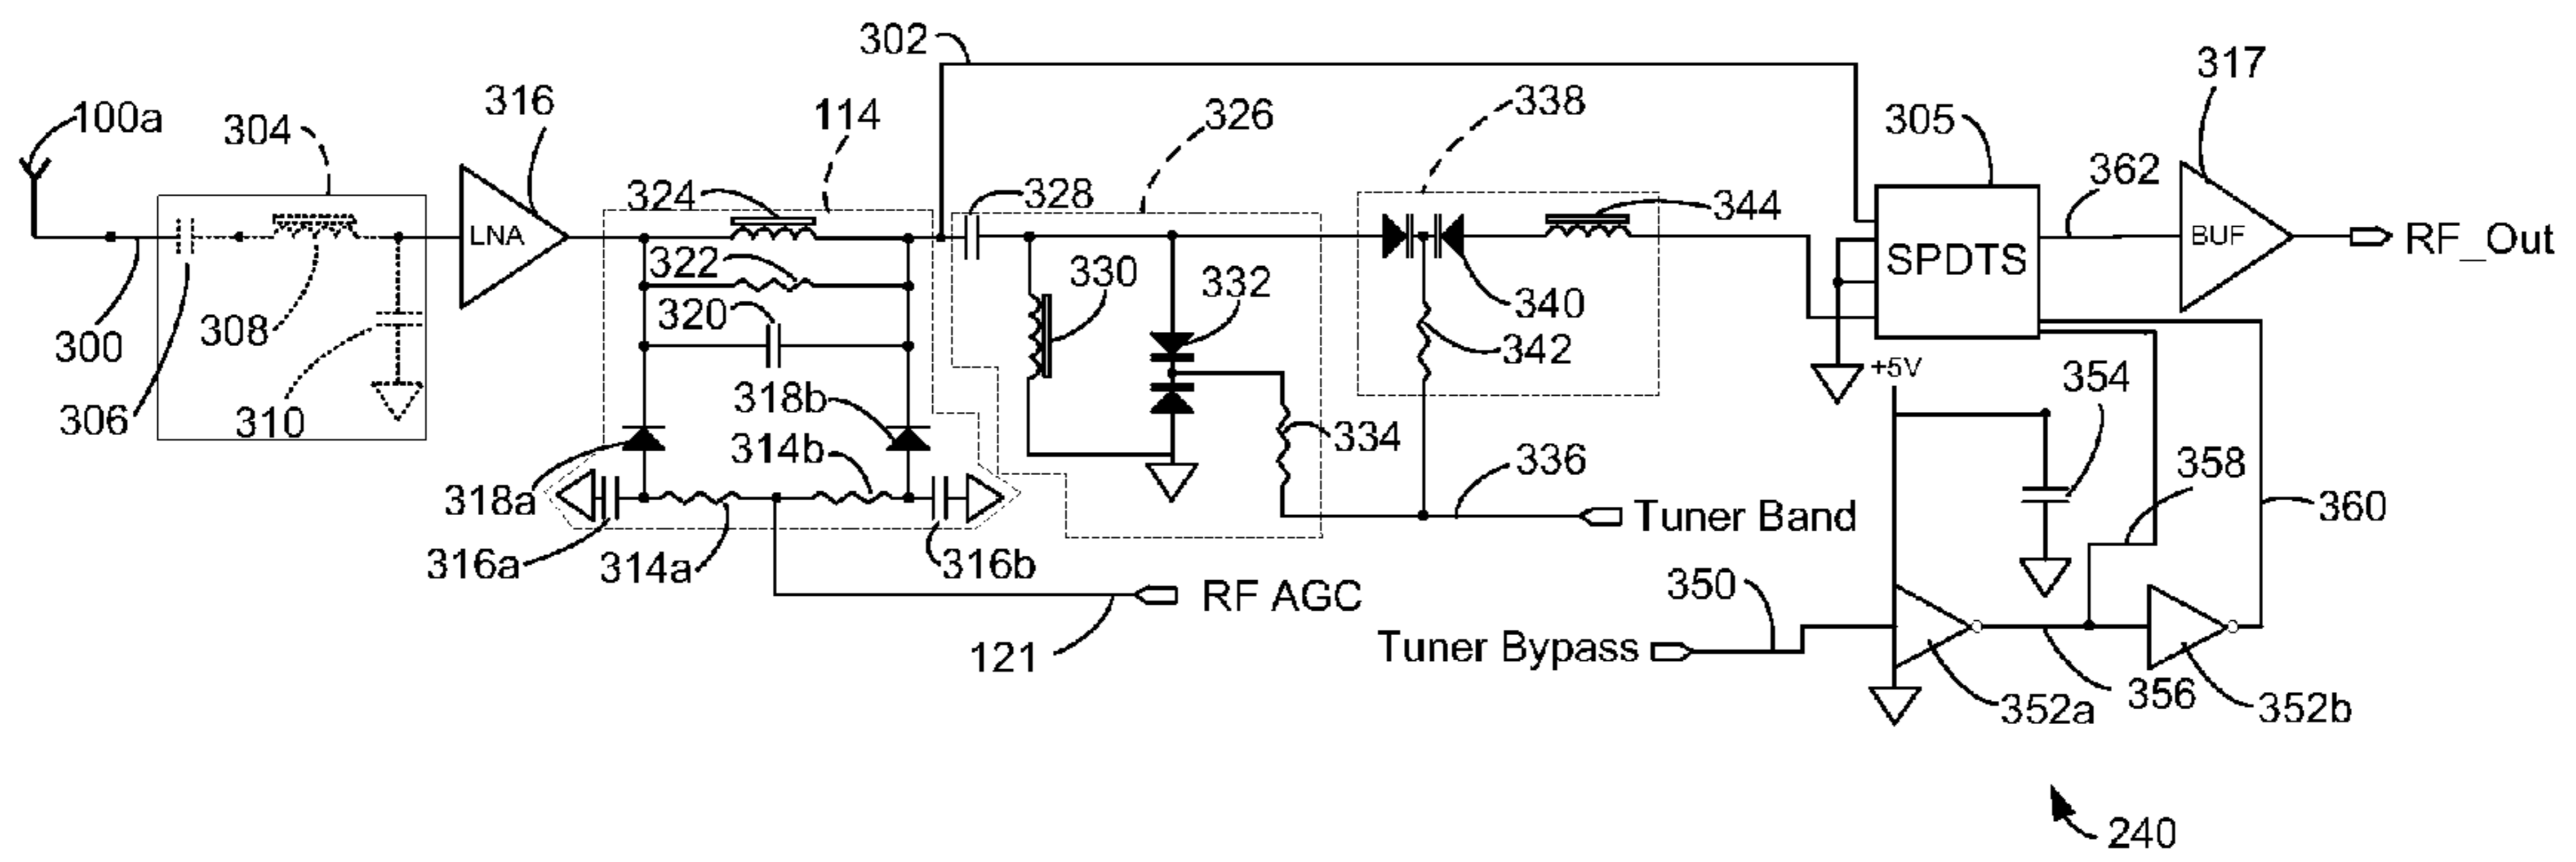 302
317
100a
304
316
114
326
338
305
362
324
328
344
LNA
BUF
RF_Out
SPDTS
322
330
332
340
300
308
320
342
306
310
318b
314b
334
+5V
354
318a
336
358
Tuner Band
360
316a
314a
316b
RF AGC
350
121
Tuner Bypass
352a
356
352b
240